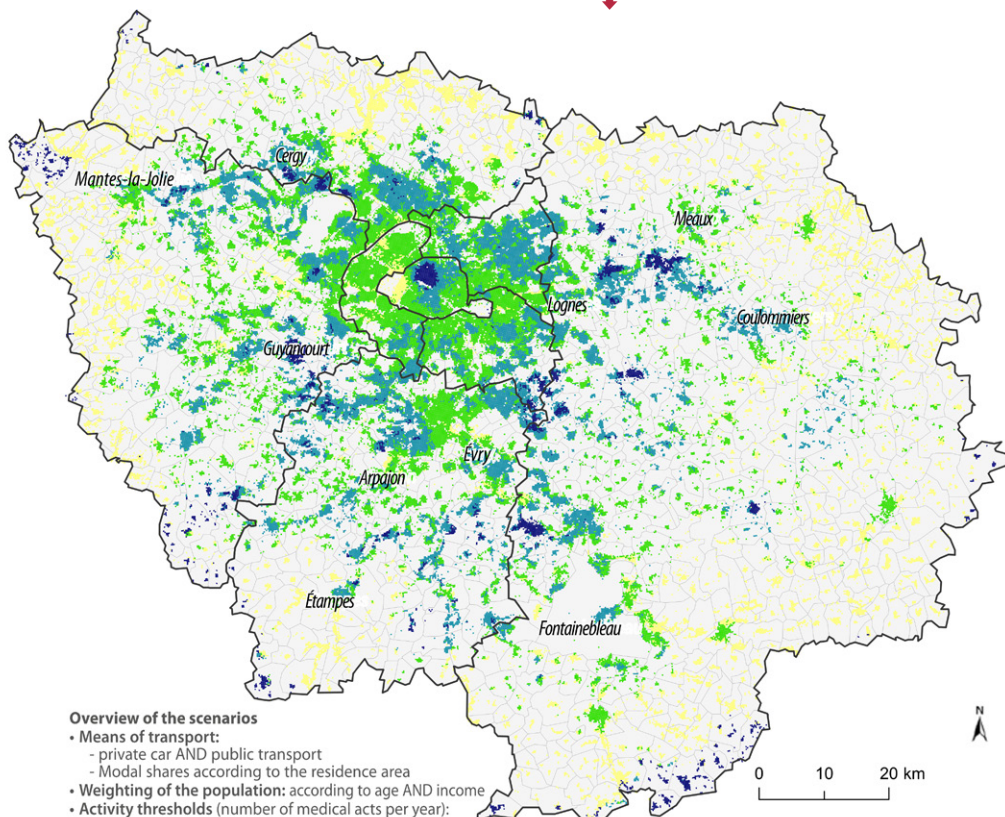 Cergy
Mantes-la-Jolie
Meaux
Lognes
Coulommiers
Guyancourt
Évry
Arpajon
Étampes
Fontainebleau
Overview of the scenarios
• Means of transport:
- private car AND public transport
- Modal shares according to the residence area
• Weighting of the population: according to age AND income
• Activity thresholds (number of medical acts per year):
N
0 10 20 km